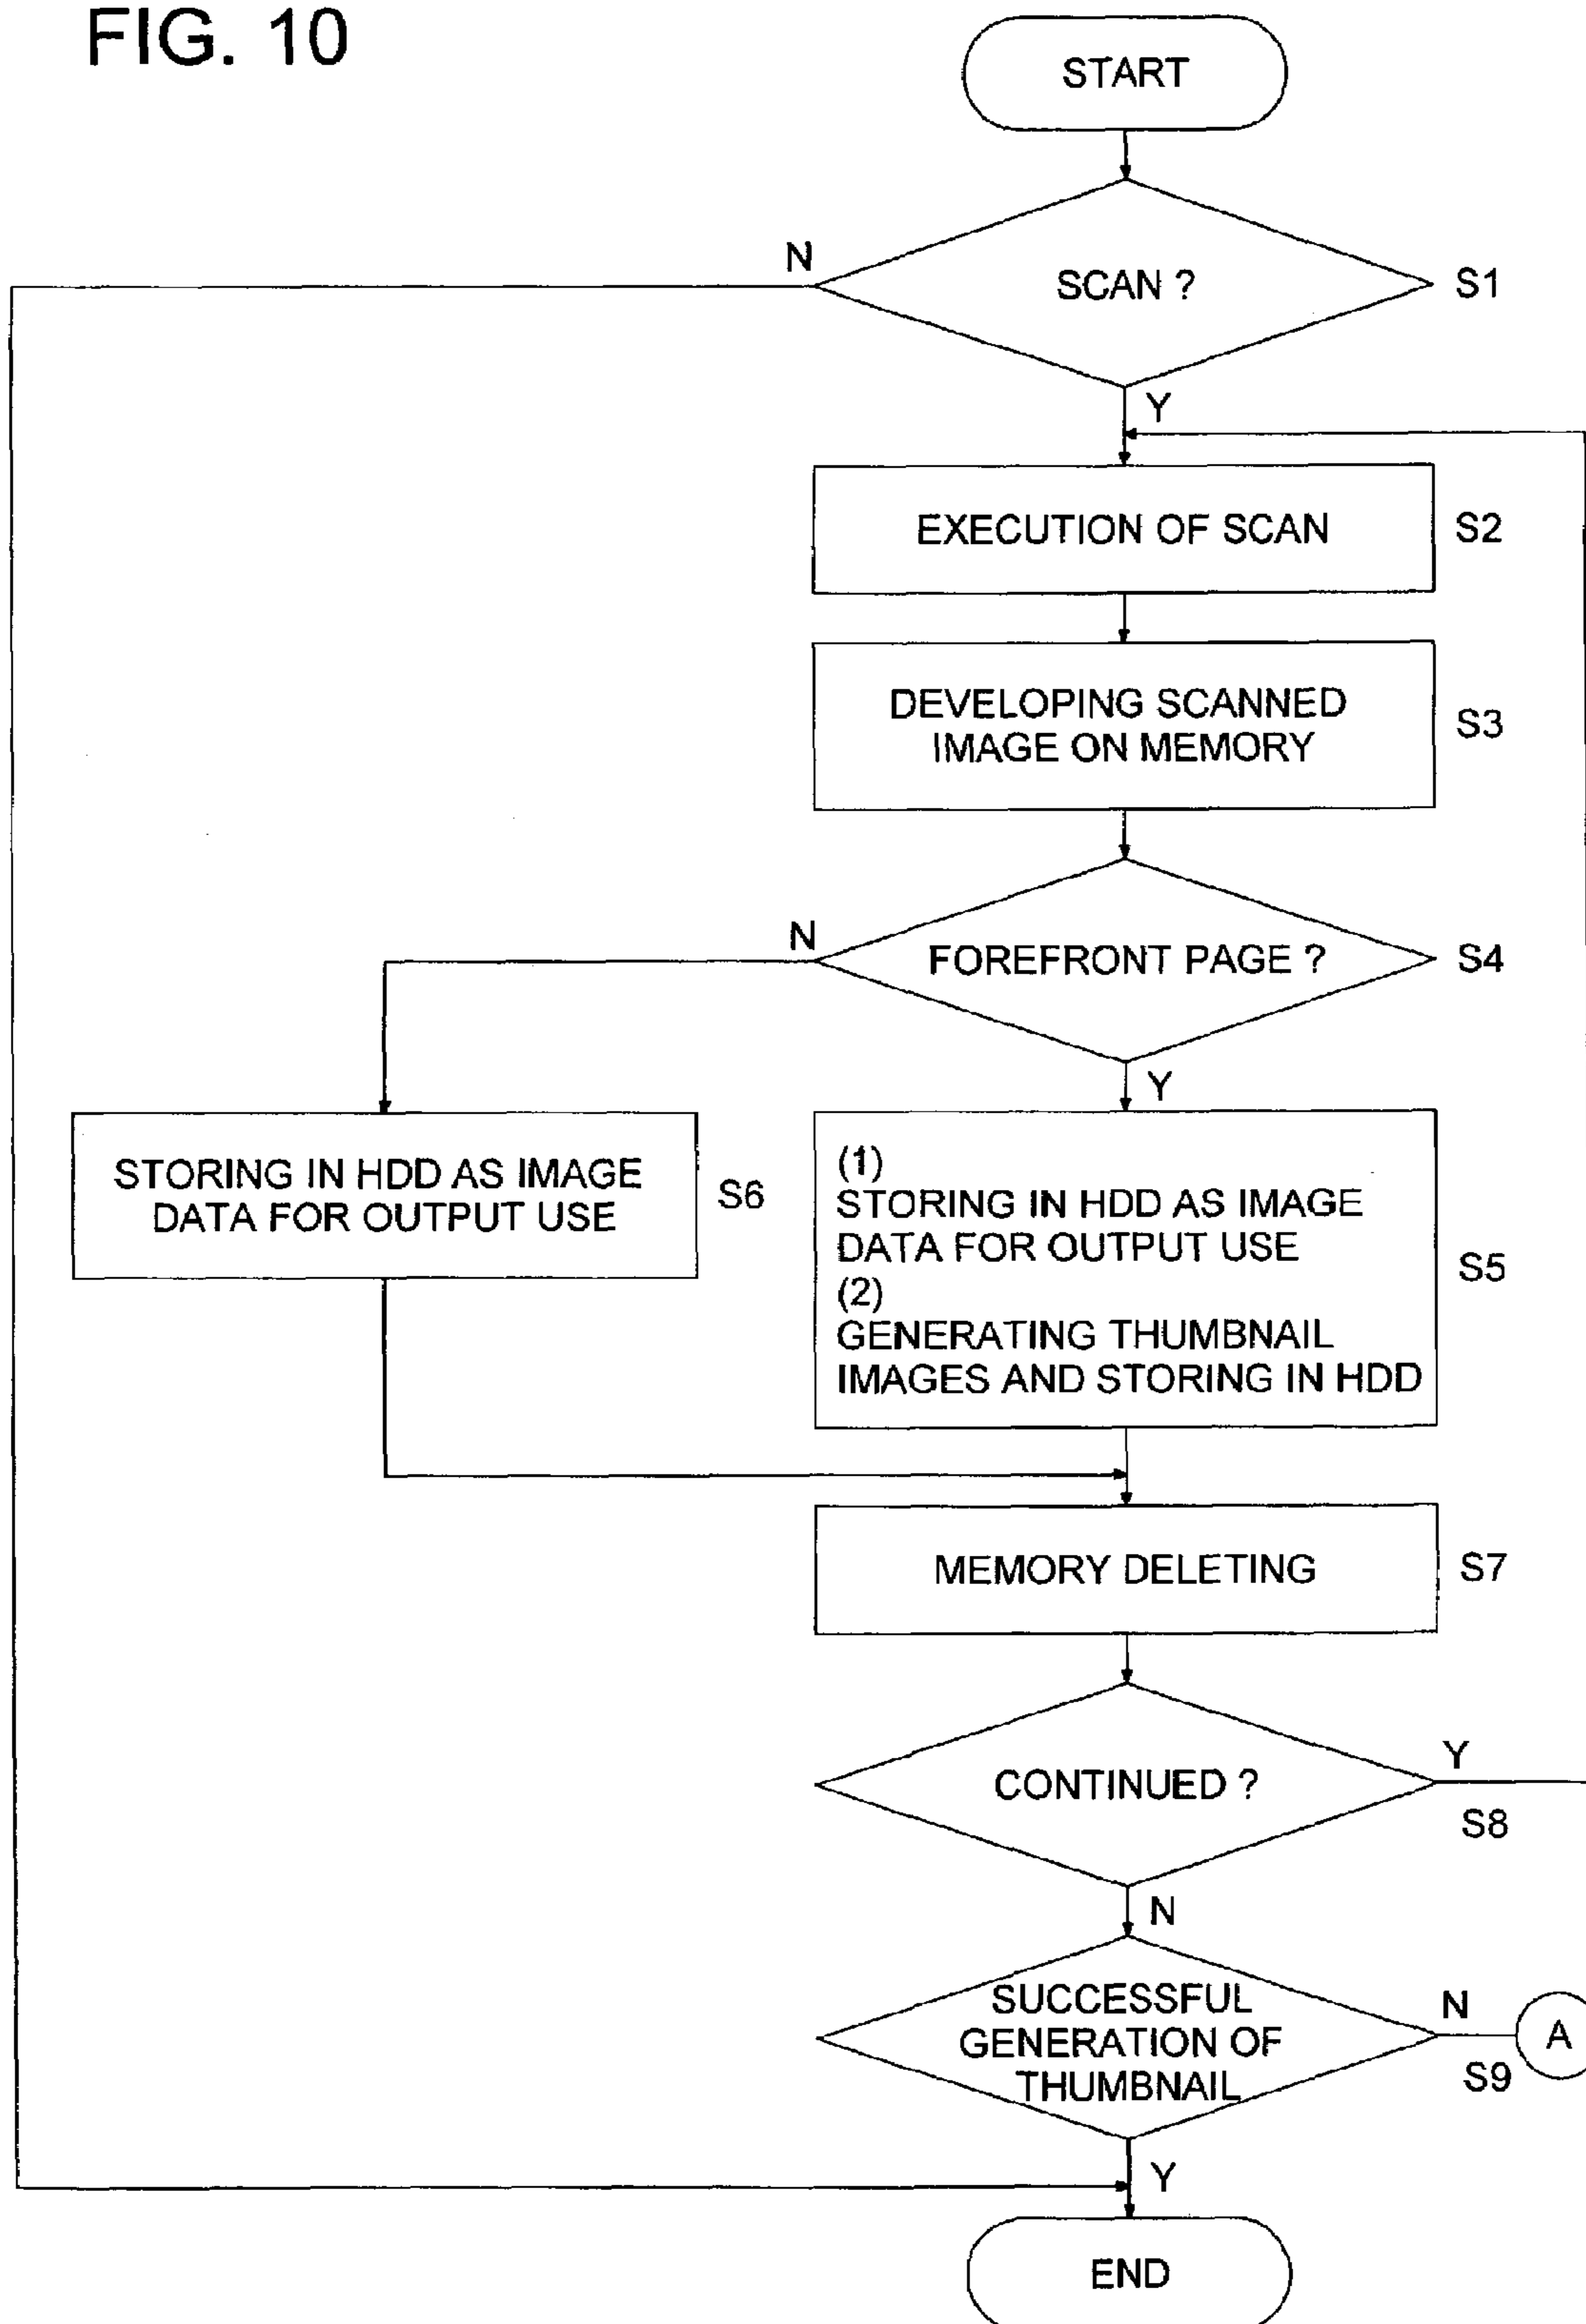 FIG. 10
START
N
SCAN ?
S1
Y
EXECUTION OF SCAN
S2
DEVELOPING SCANNED
IMAGE ON MEMORY
S3
N
FOREFRONT PAGE ?
S4
Y
STORING IN HDD AS IMAGE
DATA FOR OUTPUT USE
S6
(1)
STORING IN HDD AS IMAGE
DATA FOR OUTPUT USE
(2)
GENERATING THUMBNAIL
IMAGES AND STORING IN HDD
S5
MEMORY DELETING
S7
CONTINUED ?
Y
S8
N
SUCCESSFUL
GENERATION OF
THUMBNAIL
N
A
S9
Y
END